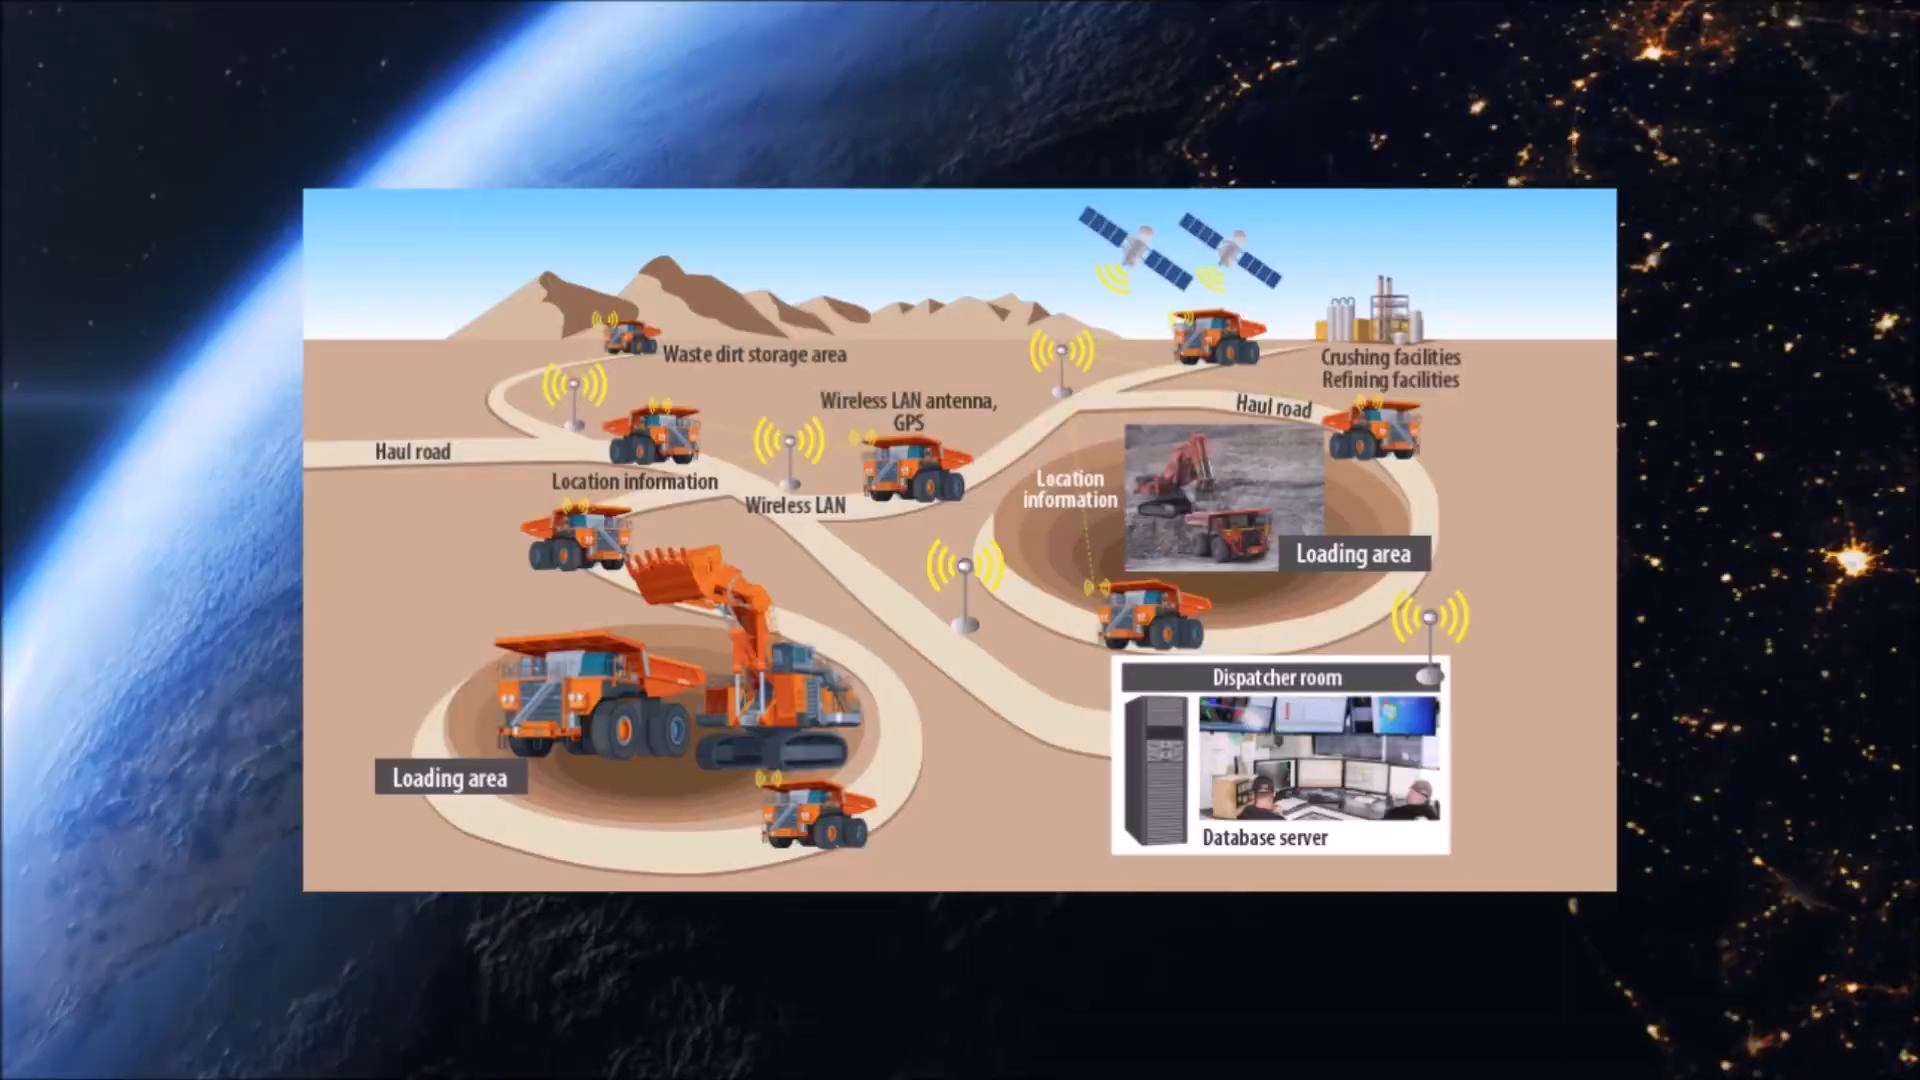 Waste dirt storage area
Crushing facilities
Refining facilities
Wireless LAN antenna,
GPS
Haul road
Haul road
Location information
Location
information
Wireless LAN
Loading area
Dispatcher room
Loading area
Database server